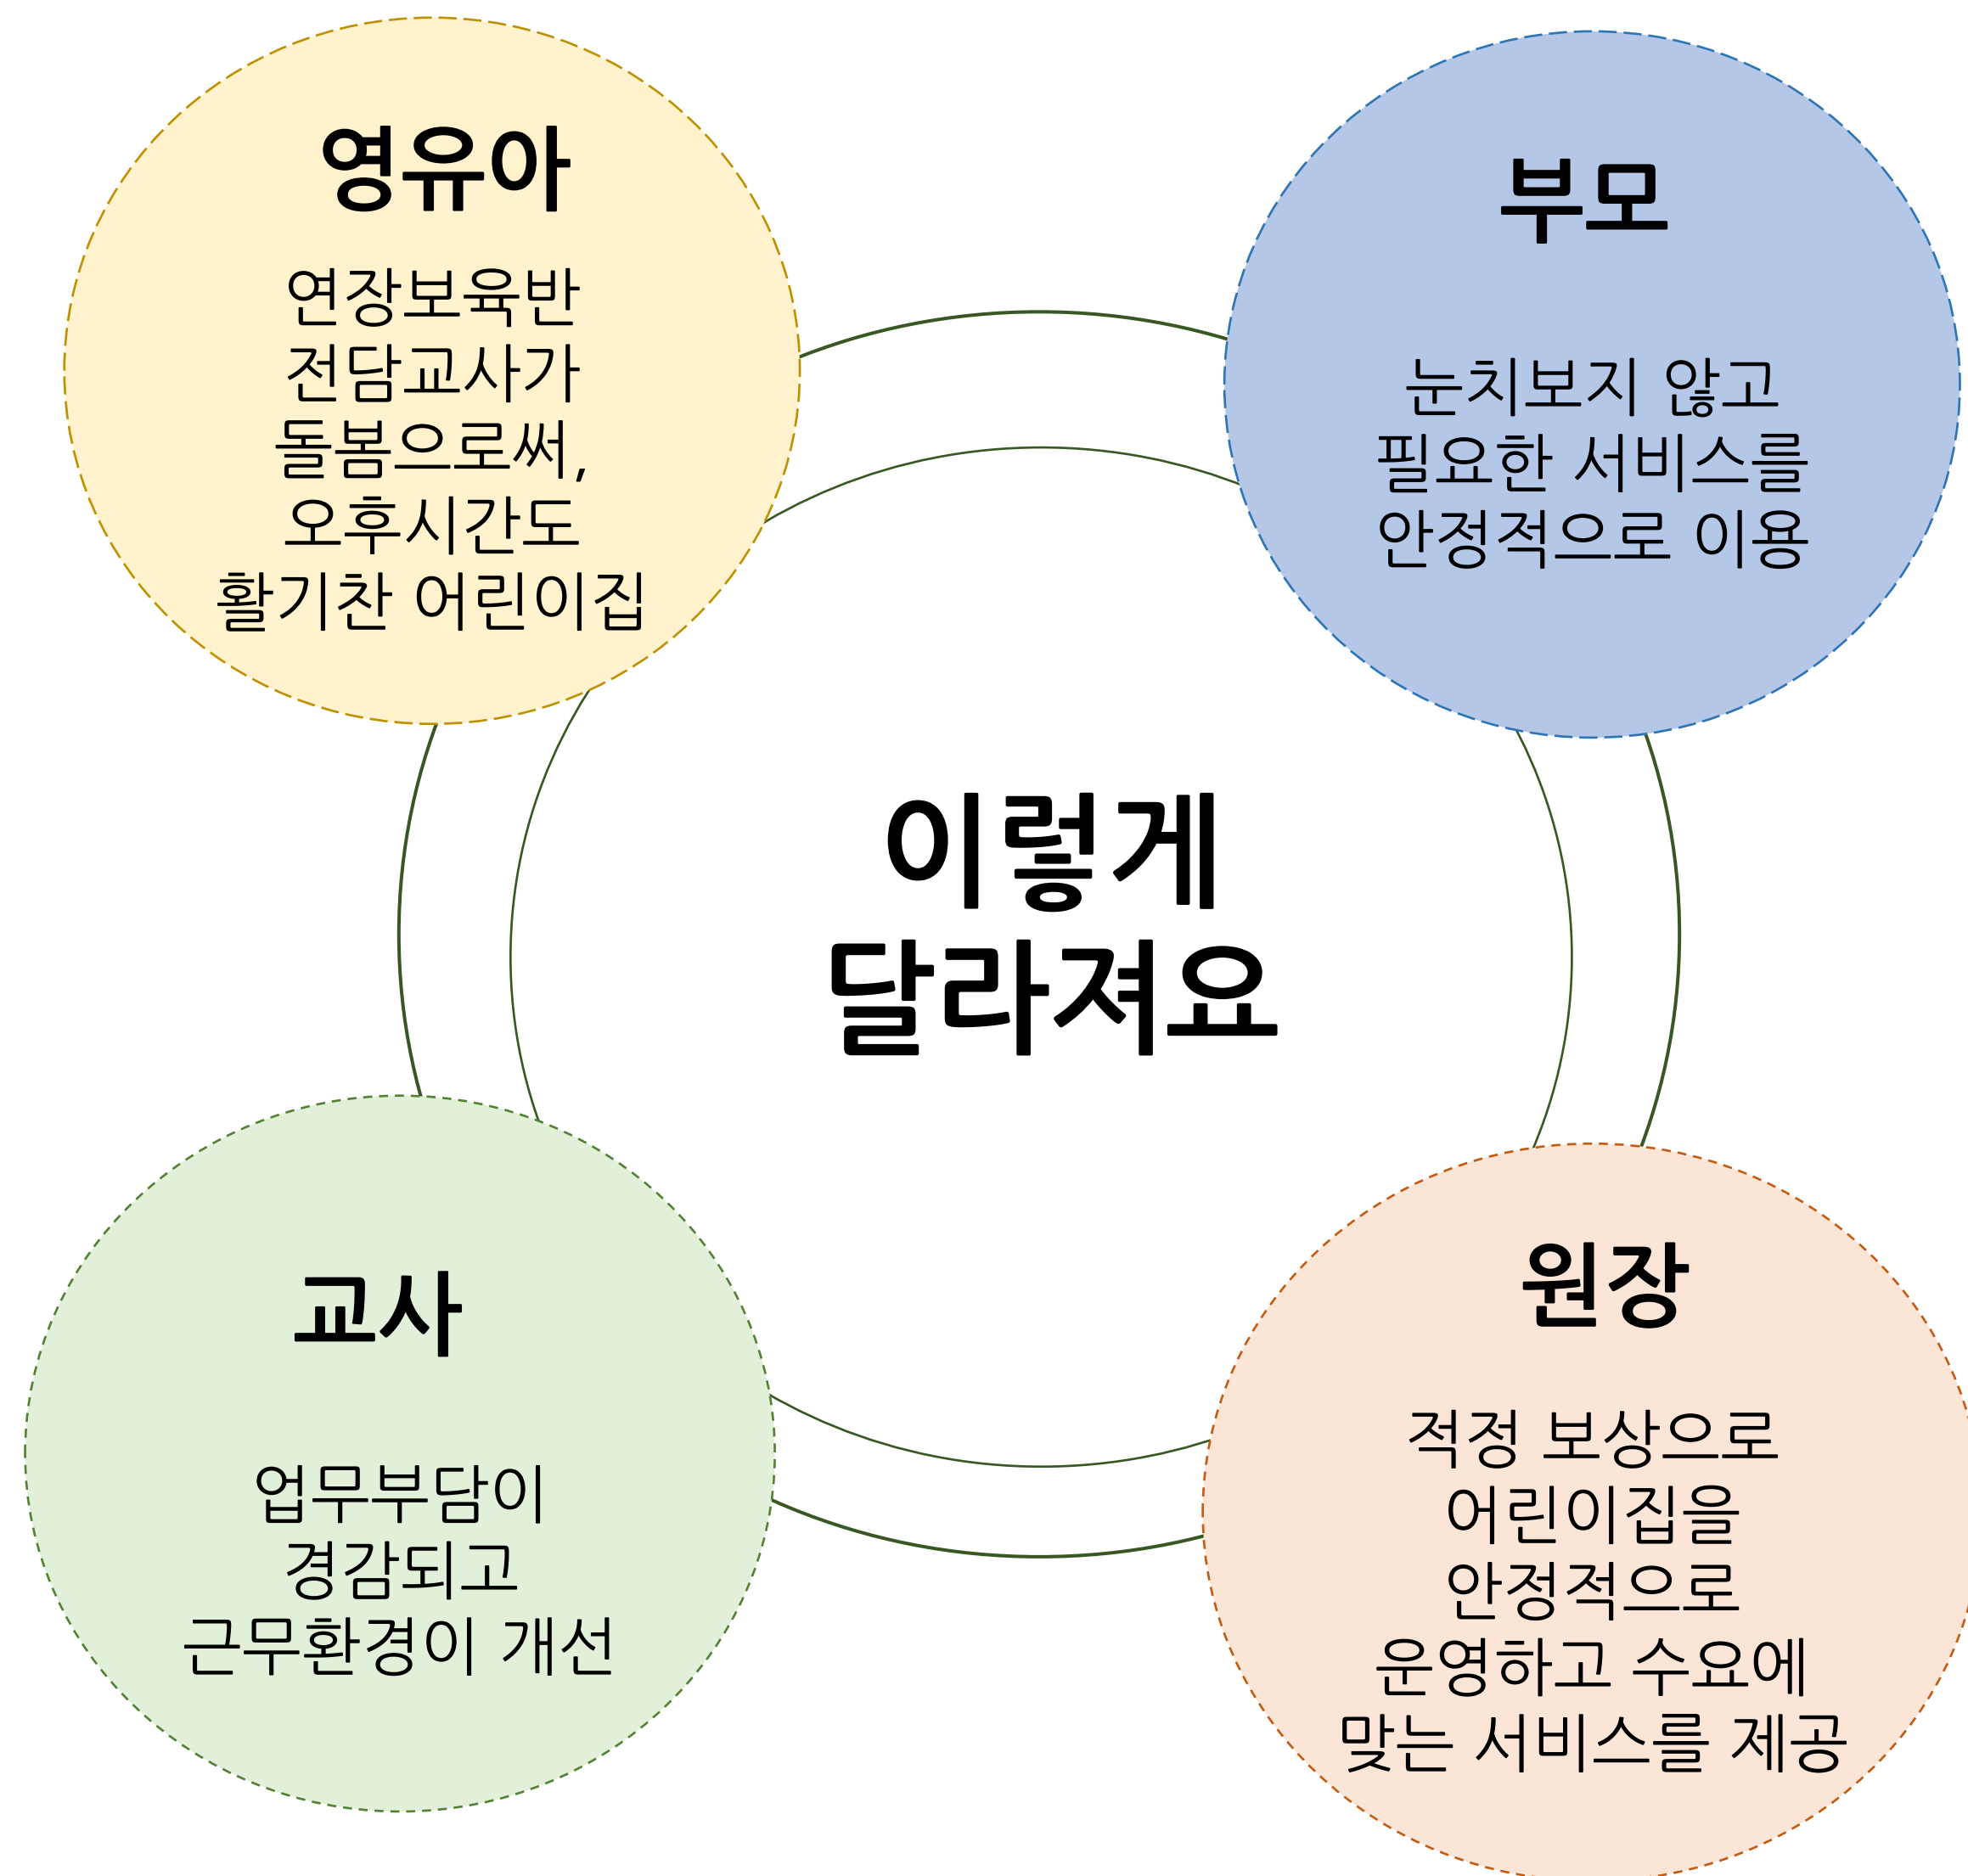 영유아
연장보육반
전담교사가
돌봄으로써,
오후시간도
활기찬 어린이집
부모
눈치보지 않고
필요한 서비스를
안정적으로 이용
이렇게
달라져요
교사
업무부담이
경감되고
근무환경이 개선
원장
적정 보상으로
어린이집을
안정적으로
운영하고 수요에
맞는 서비스를 제공